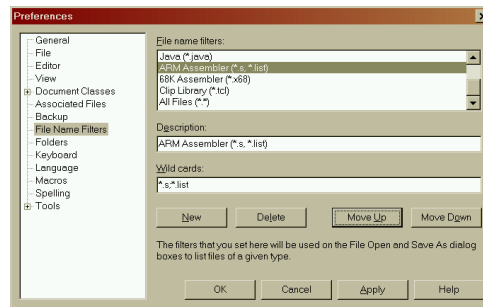 Preferences
General
File
Editor
View
Document Classes
Associated Files
Backup
File Name Filters
Folders
Keyboard
Language
Macros
Spelling
Tools
File name filters:
Java (*.java)
ARM Assembler (*.s, *.list)
68K Assembler (*.x68)
Clip Library (*.tcl)
All Files (*.*)
Description:
ARM Assembler (*.s, *.list)
Wild cards:
*.s;*.list
New Delete Move Up Move Down
The filters that you set here will be used on the File Open and Save As dialog
boxes to list files of a given type.
OK Cancel Apply Help